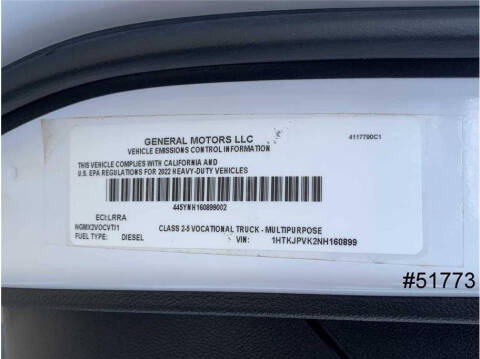 GENERAL MOTORS LLC
4117790C1
VEHICLE EMISSIONS CONTROL INFORMATION
THIS VEHICLE COMPLIES WITH CALIFORNIA AND
U.S. EPA REGULATIONS FOR 2022 HEAVY-DUTY VEHICLES
445YNH160899002
ECI:LRRA
NGMX2VOCVTI1 CLASS 2-5 VOCATIONAL TRUCK - MULTIPURPOSE
FUEL TYPE: DIESEL VIN: 1HTKJPVK2NH160899
#51773